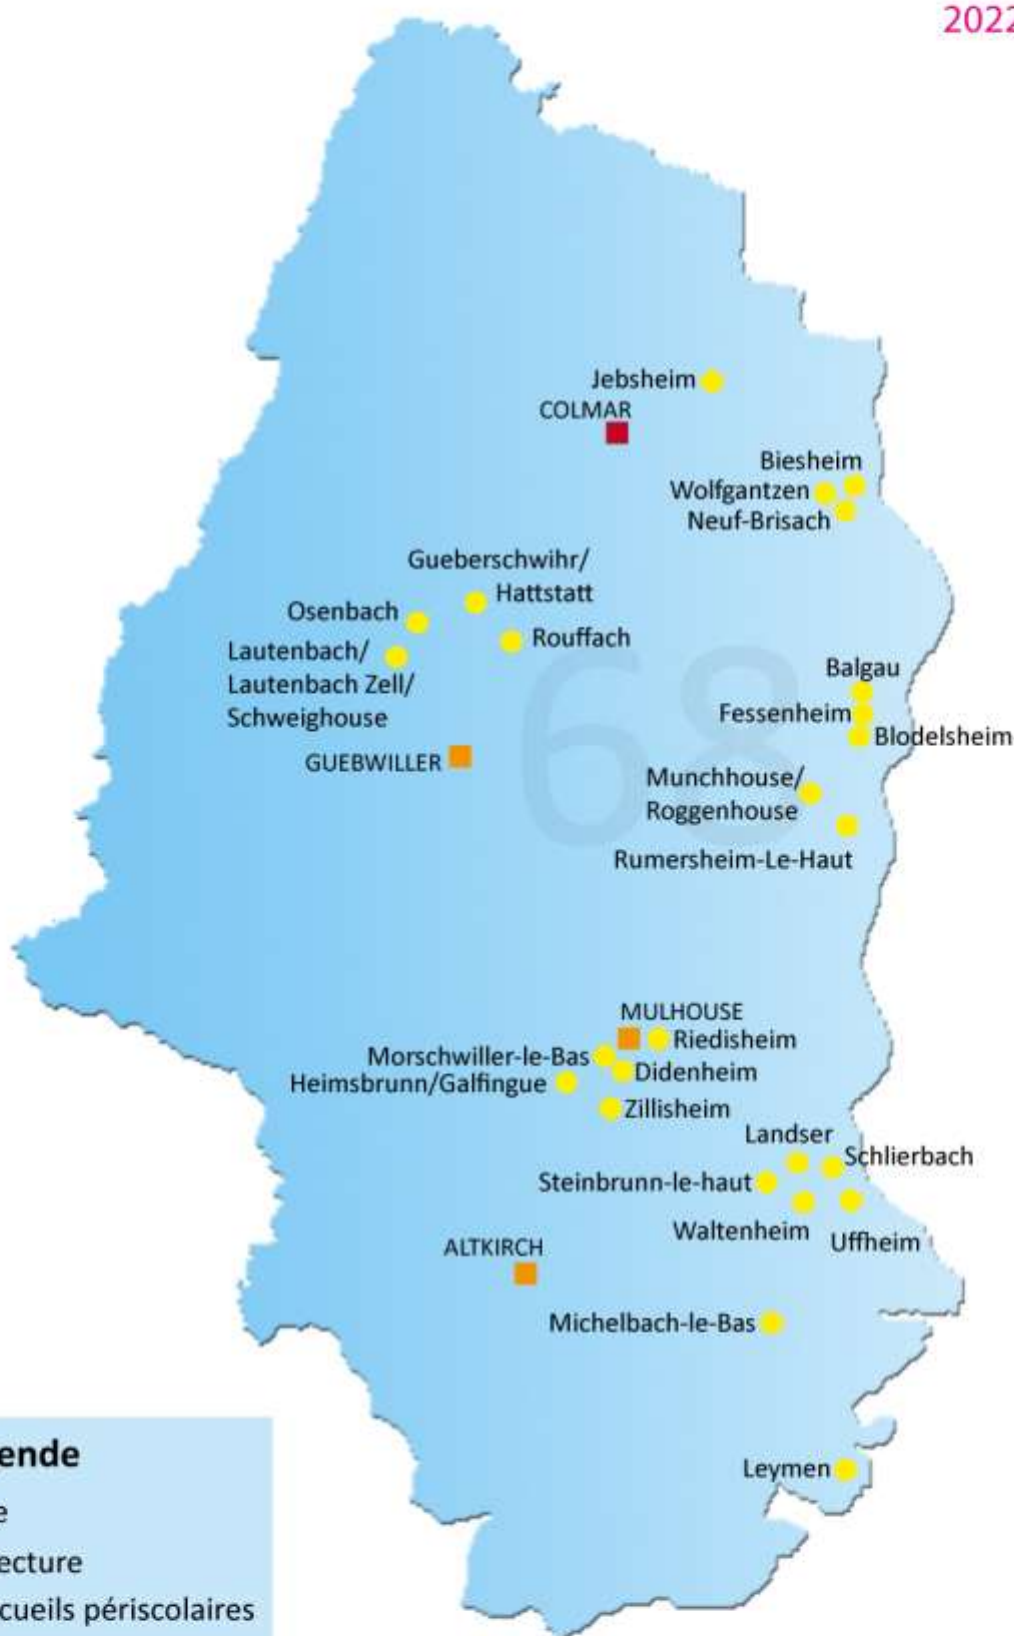 2022
Jebsheim
COLMAR
Biesheim
Wolfgantzen
Neuf-Brisach
Gueberschwihr/
Hattstatt
Osenbach
Rouffach
Lautenbach/
Lautenbach Zell/
Schweighouse
68
Balgau
Fessenheim
Blodelsheim
GUEBWILLER
Munchhouse/
Roggenhouse
Rumersheim-Le-Haut
MULHOUSE
Riedisheim
Morschwiller-le-Bas
Didenheim
Heimsbrunn/Galfingue
Zillisheim
Landser
Schlierbach
Steinbrunn-le-haut
Waltenheim
Uffheim
ALTKIRCH
Michelbach-le-Bas
Leymen
ende
e
ecture
cueils périscolaires